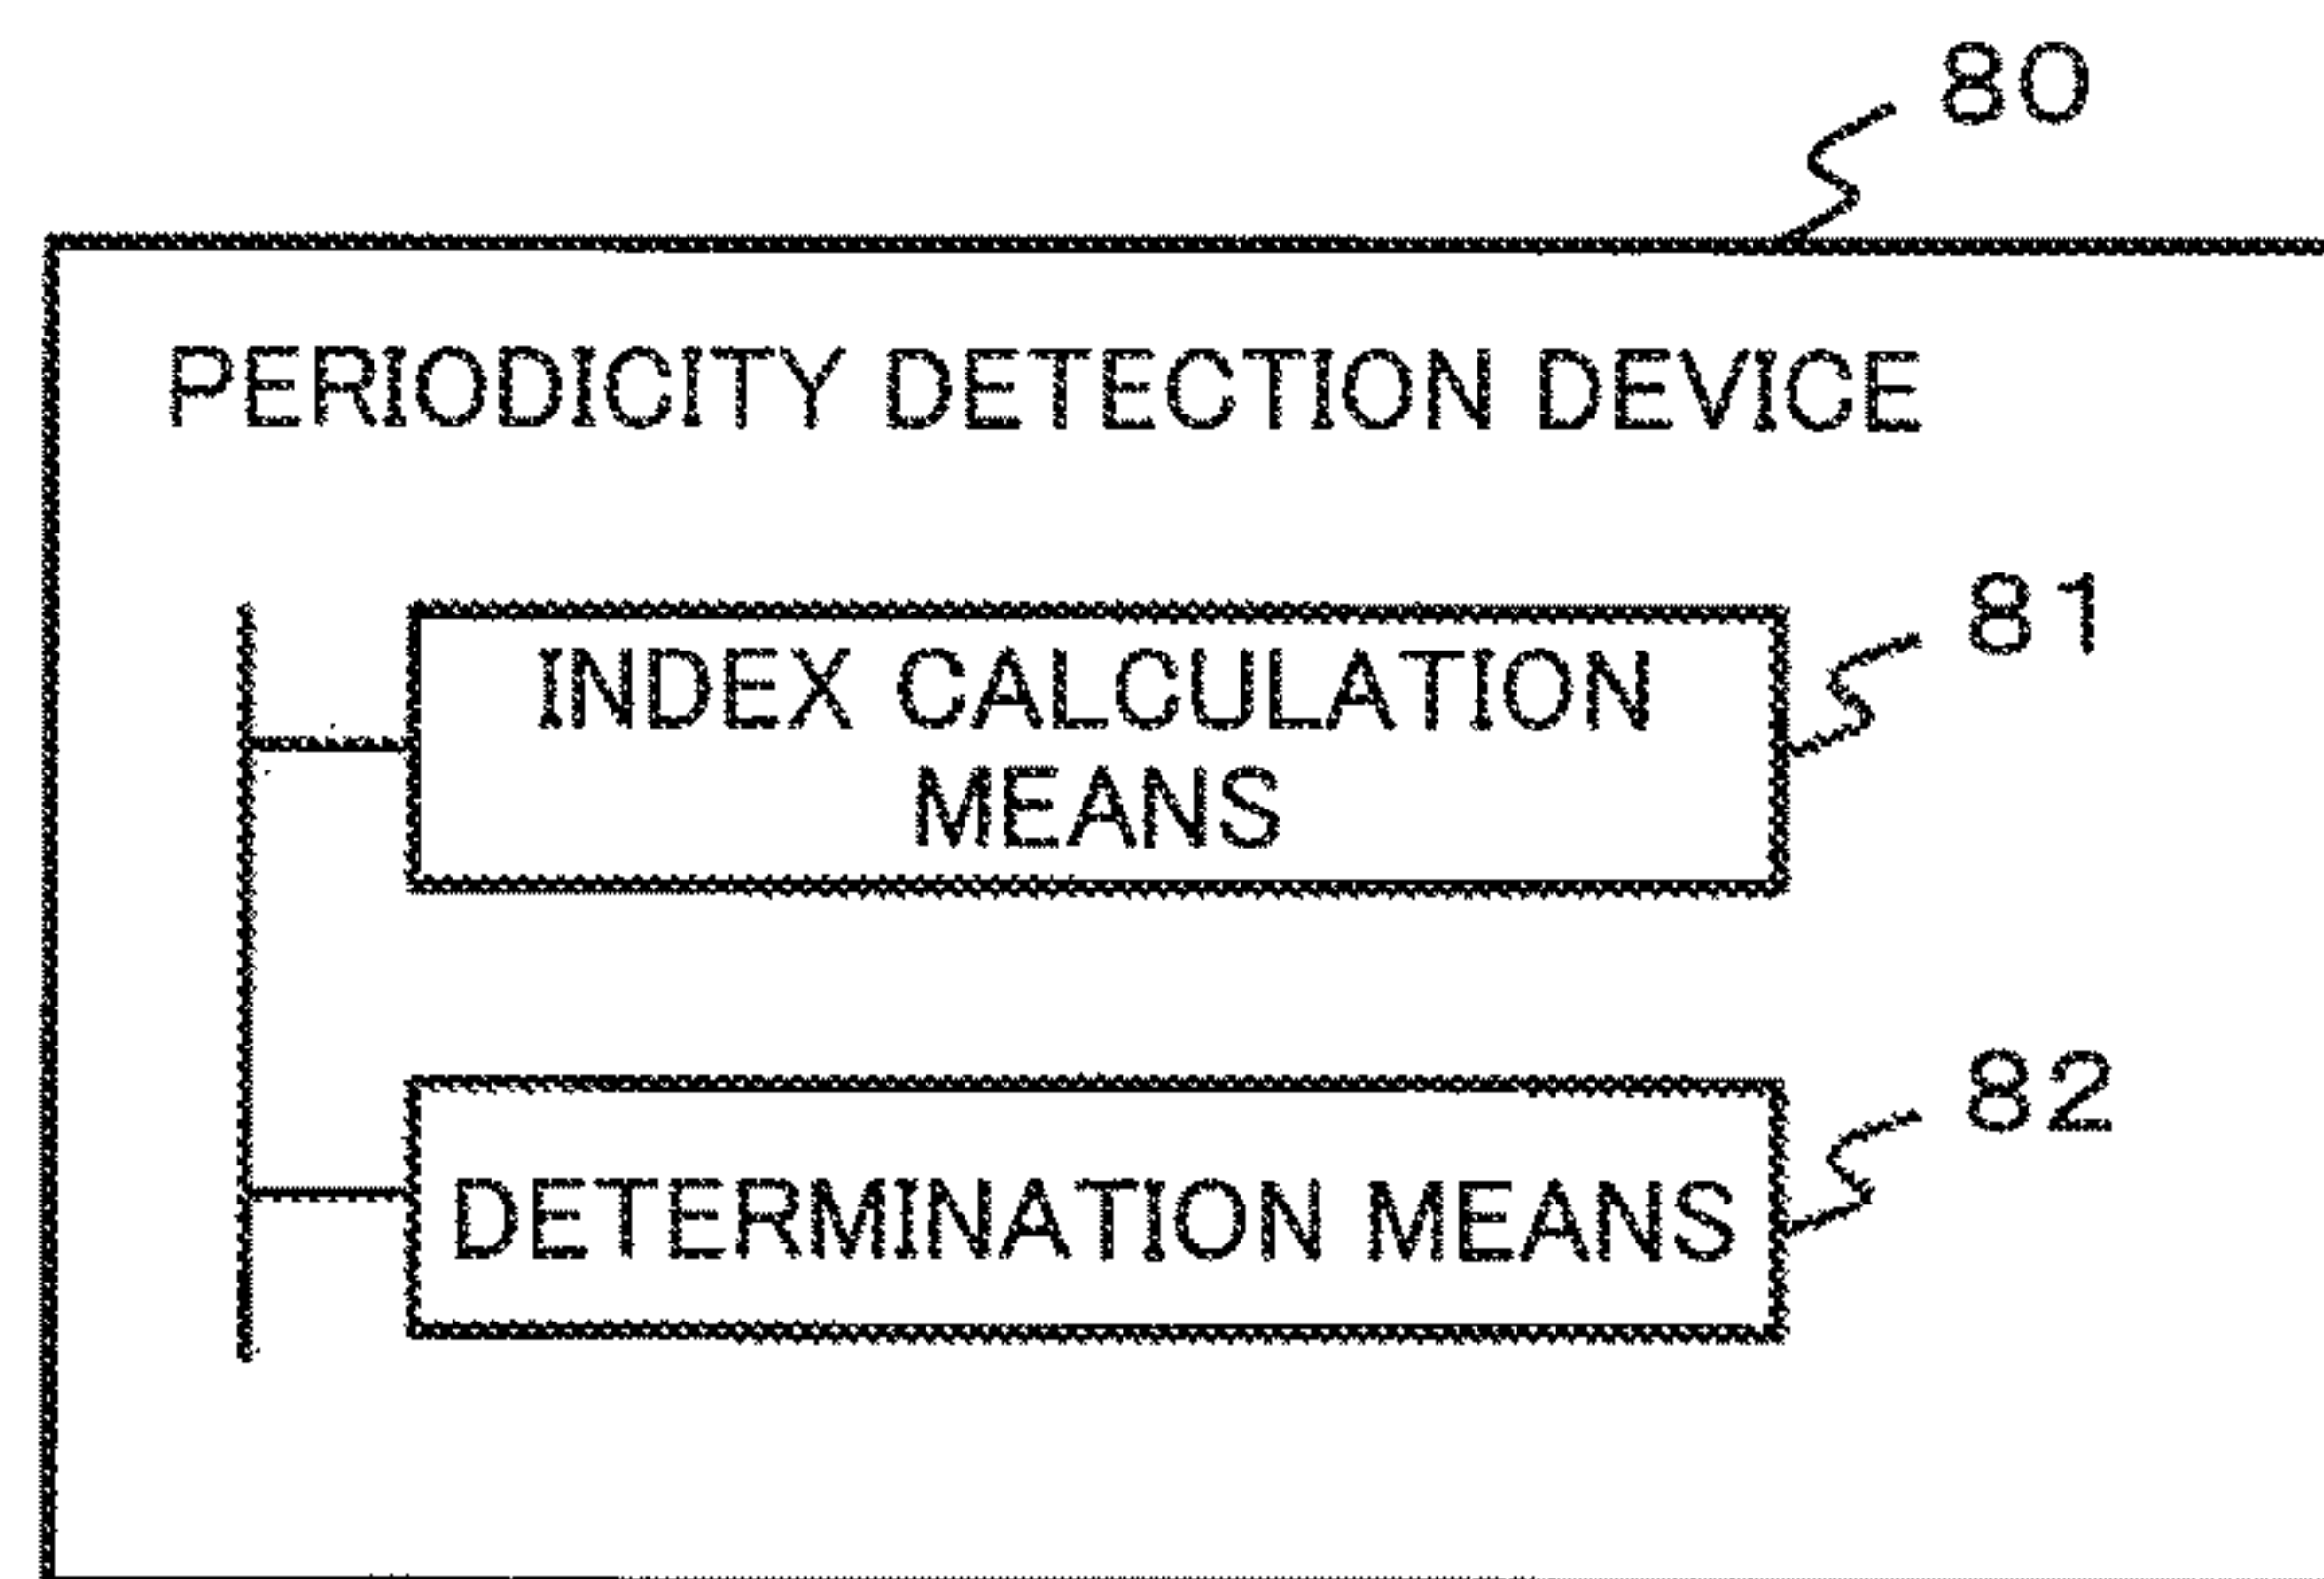 80
PERIODICITY DETECTION DEVICE
81
INDEX CALCULATION
MEANS
82
DETERMINATION MEANS